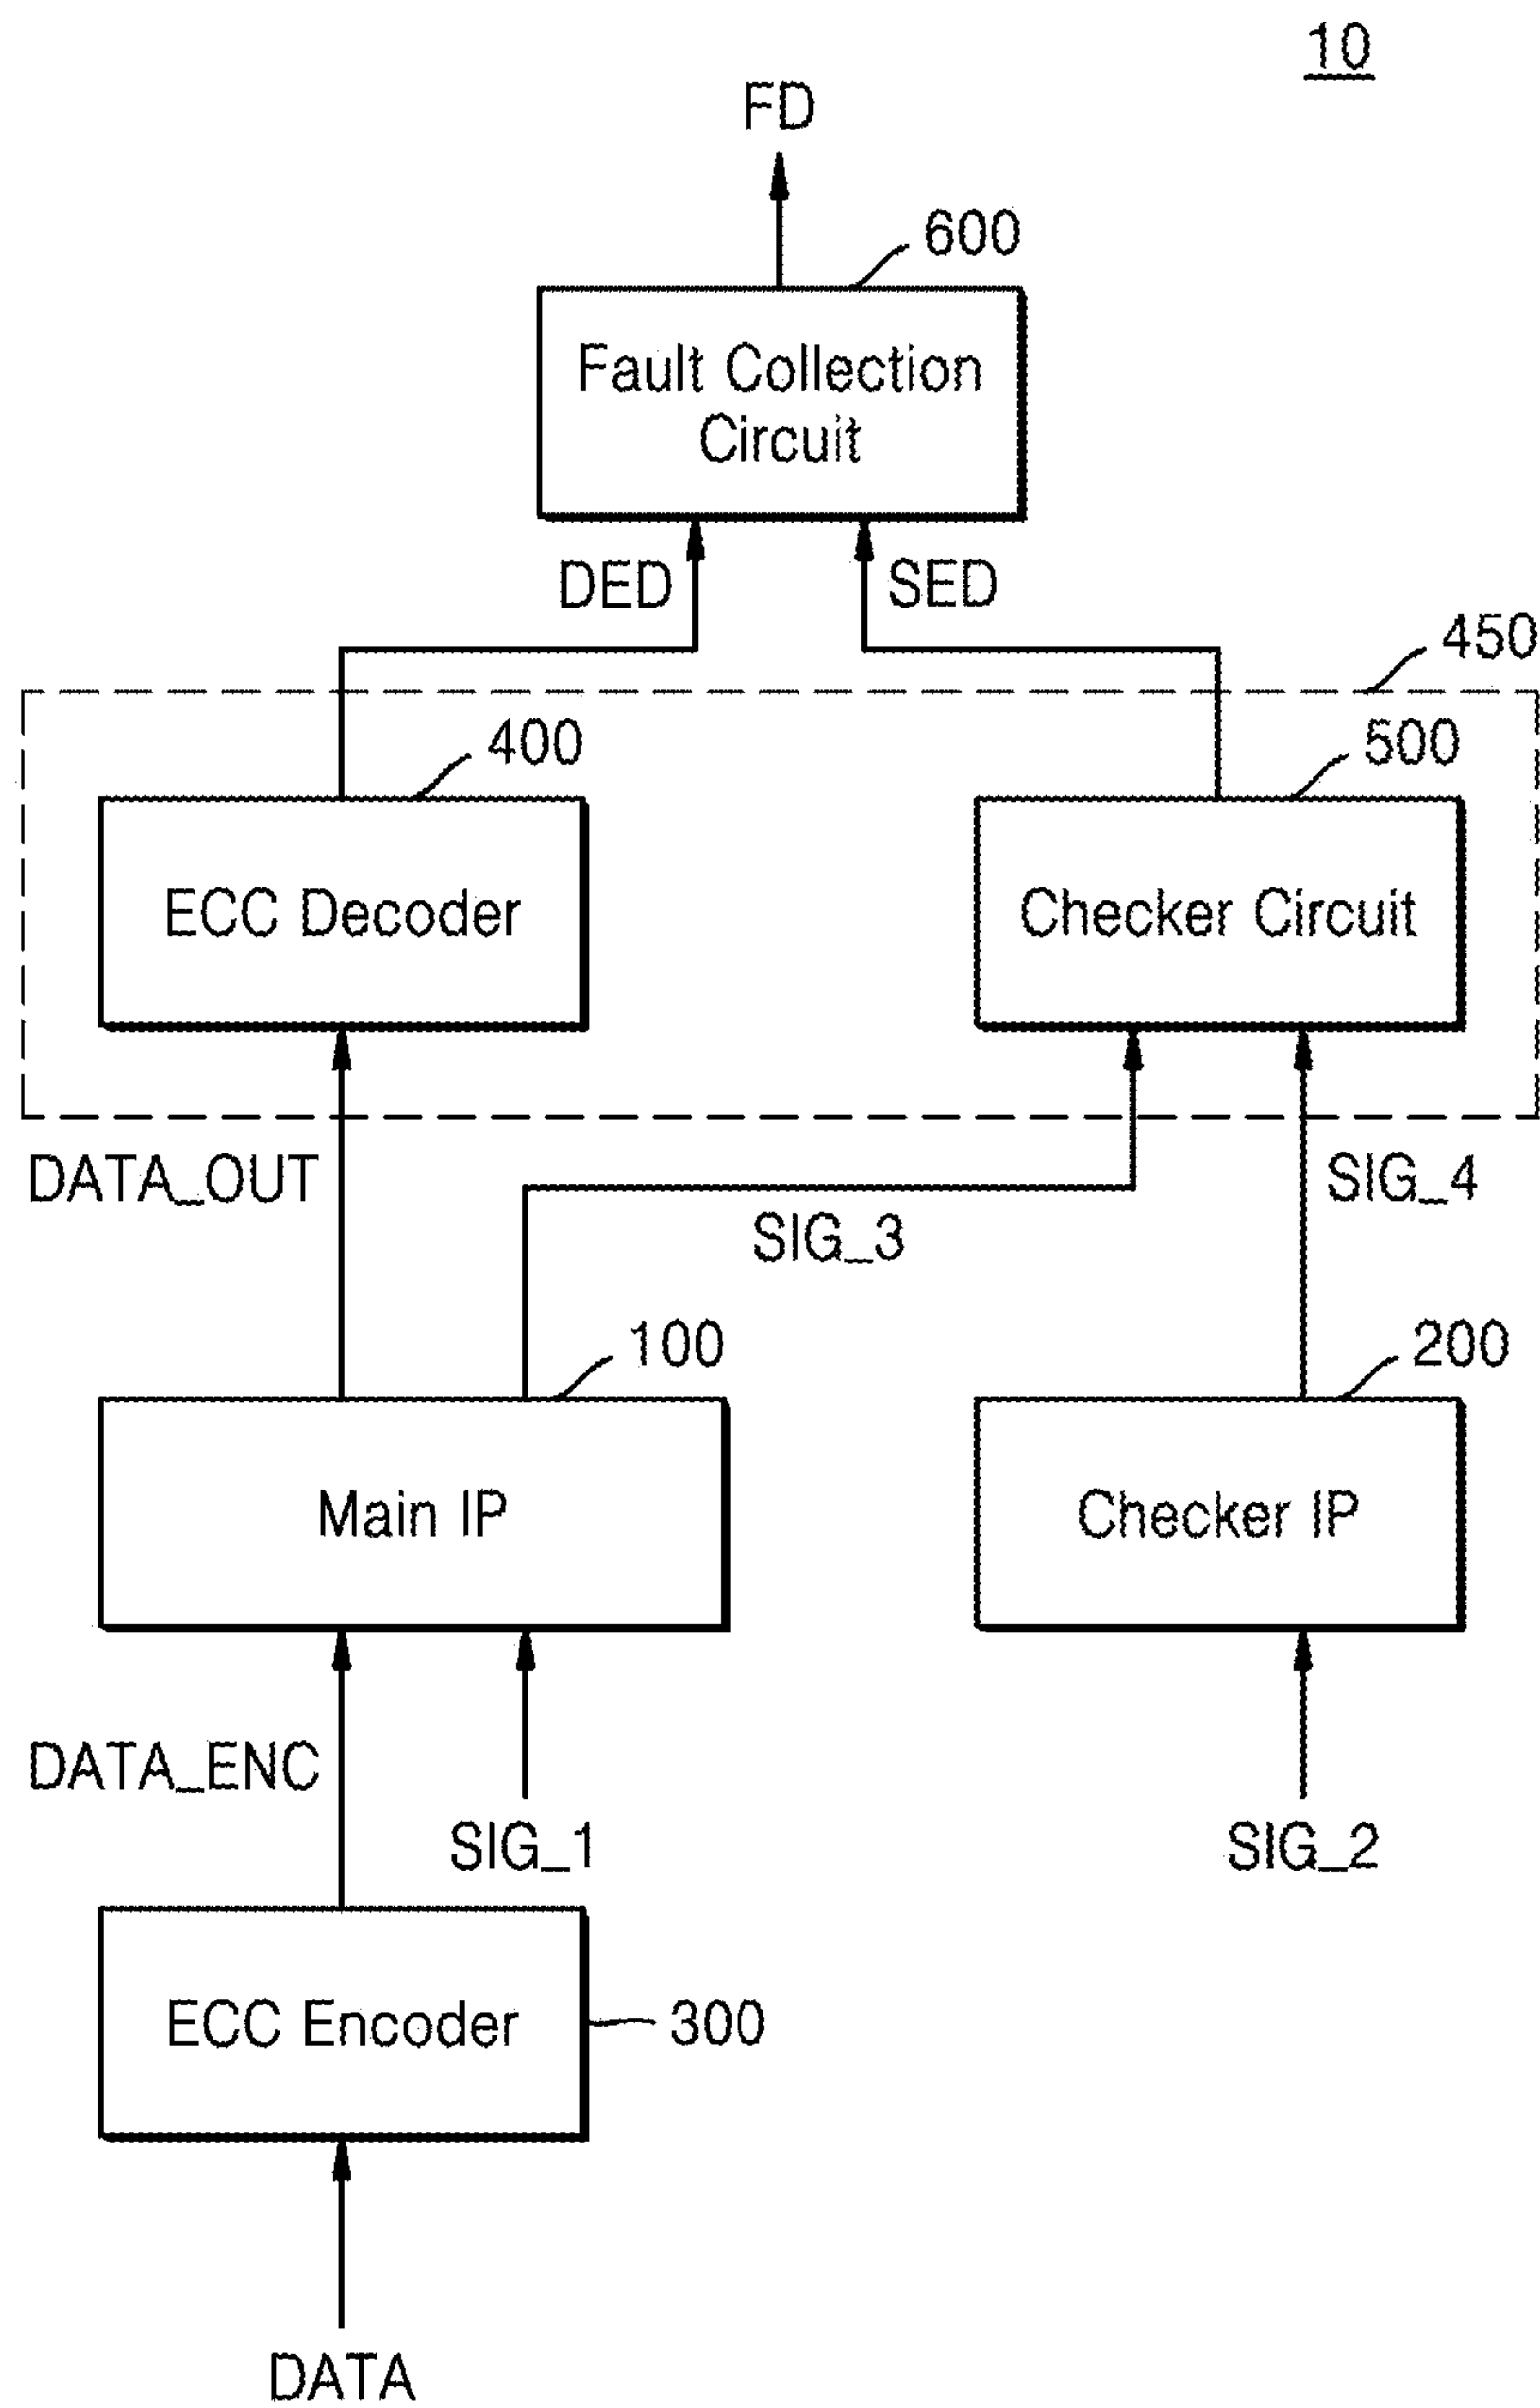 10
FD
600
Fault Collection
Circuit
DED
SED
450
400
500
ECC Decoder
Checker Circuit
DATA_OUT
SIG_4
SIG_3
100
200
Main IP
Checker IP
DATA_ENC
SIG_1
SIG_2
ECC Encoder
300
DATA